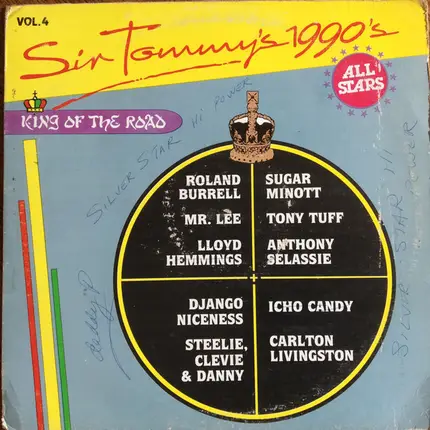 VOL.4
Sir Tommy's 1990's
ALL
STARS
KING OF THE ROAD
SILVER STAR HI POWER
ROLAND
BURRELL
SUGAR
MINOTT
MR. LEE
TONY TUFF
LLOYD
HEMMINGS
ANTHONY
SELASSIE
DJANGO
NICENESS
ICHO CANDY
STEELIE,
CLEVIE
& DANNY
CARLTON
LIVINGSTON
SILVER STAR HI POWER